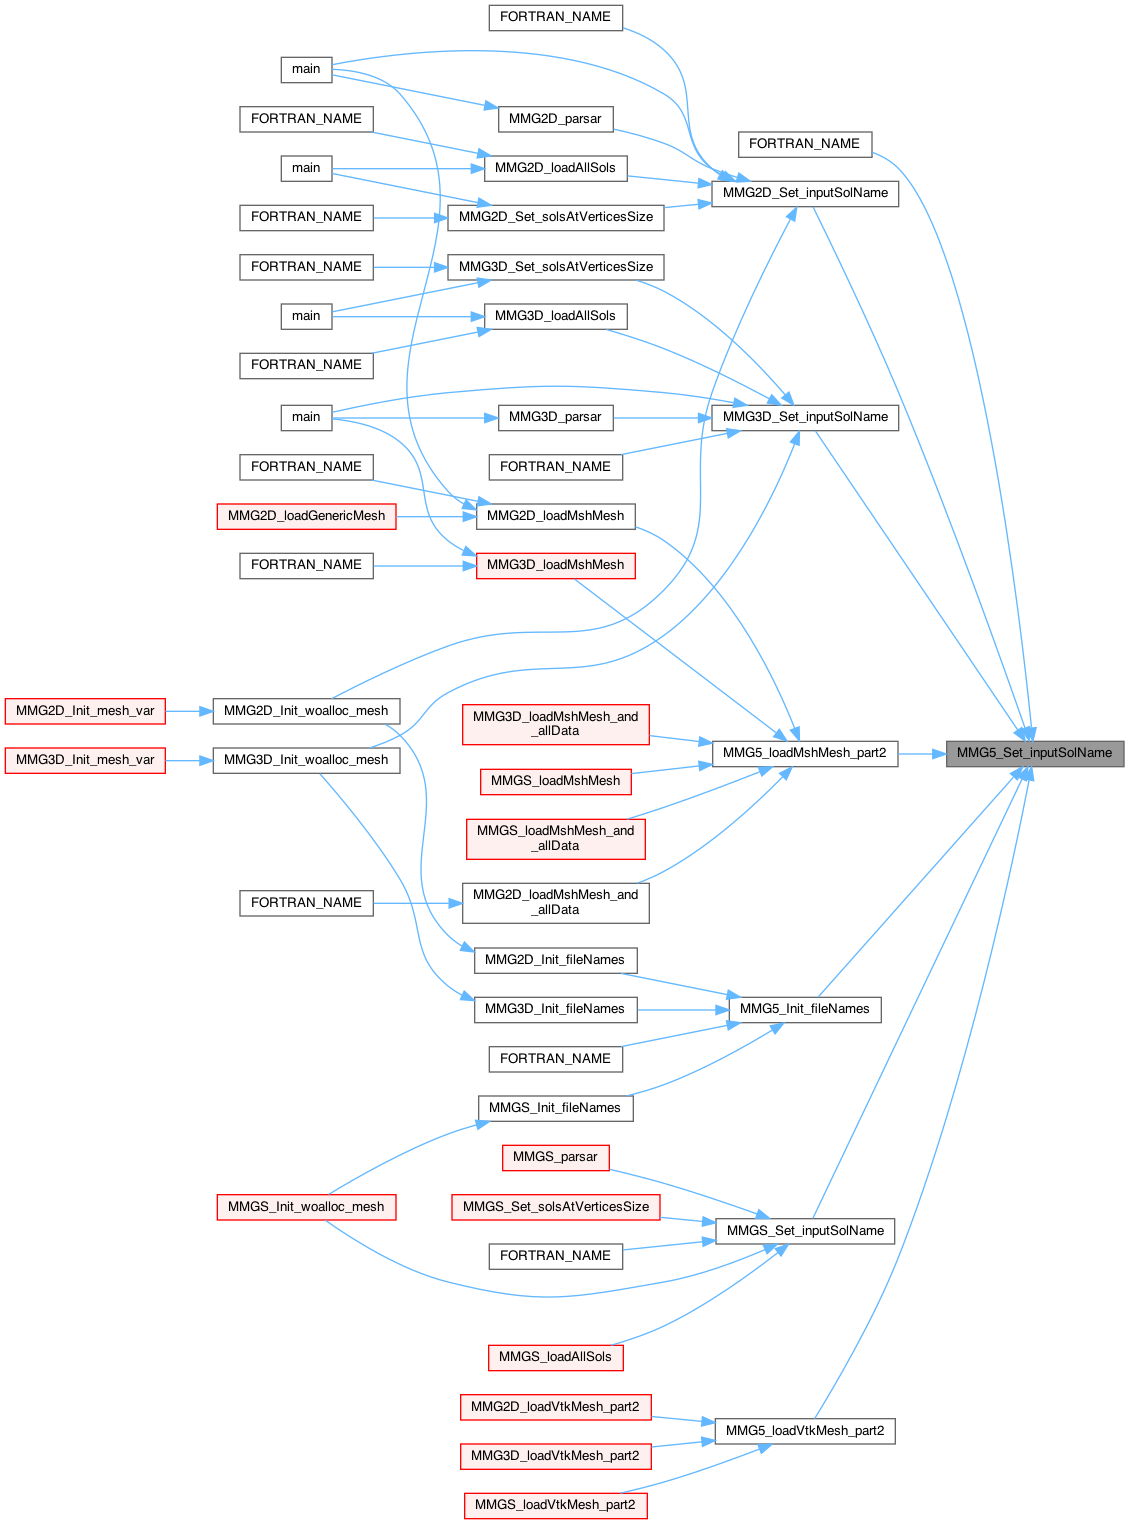 FORTRAN_NAME
main
FORTRAN_NAME
MMG2D_parsar
FORTRAN_NAME
main
MMG2D_loadAllSols
MMG2D_Set_inputSolName
FORTRAN_NAME
MMG2D_Set_solsAtVerticesSize
FORTRAN_NAME
MMG3D_Set_solsAtVerticesSize
main
MMG3D_loadAllSols
FORTRAN_NAME
main
MMG3D_parsar
MMG3D_Set_inputSolName
FORTRAN_NAME
FORTRAN_NAME
MMG2D_loadGenericMesh
MMG2D_loadMshMesh
FORTRAN_NAME
MMG3D_loadMshMesh
MMG2D_Init_mesh_var
MMG2D_Init_woalloc_mesh
MMG3D_loadMshMesh_and
_allData
MMG3D_Init_mesh_var
MMG3D_Init_woalloc_mesh
MMG5_loadMshMesh_part2
MMG5_Set_inputSolName
MMGS_loadMshMesh
MMGS_loadMshMesh_and
_allData
FORTRAN_NAME
MMG2D_loadMshMesh_and
_allData
MMG2D_Init_fileNames
MMG3D_Init_fileNames
MMG5_Init_fileNames
FORTRAN_NAME
MMGS_Init_fileNames
MMGS_parsar
MMGS_Init_woalloc_mesh
MMGS_Set_solsAtVerticesSize
MMGS_Set_inputSolName
FORTRAN_NAME
MMGS_loadAllSols
MMG2D_loadVtkMesh_part2
MMG5_loadVtkMesh_part2
MMG3D_loadVtkMesh_part2
MMGS_loadVtkMesh_part2